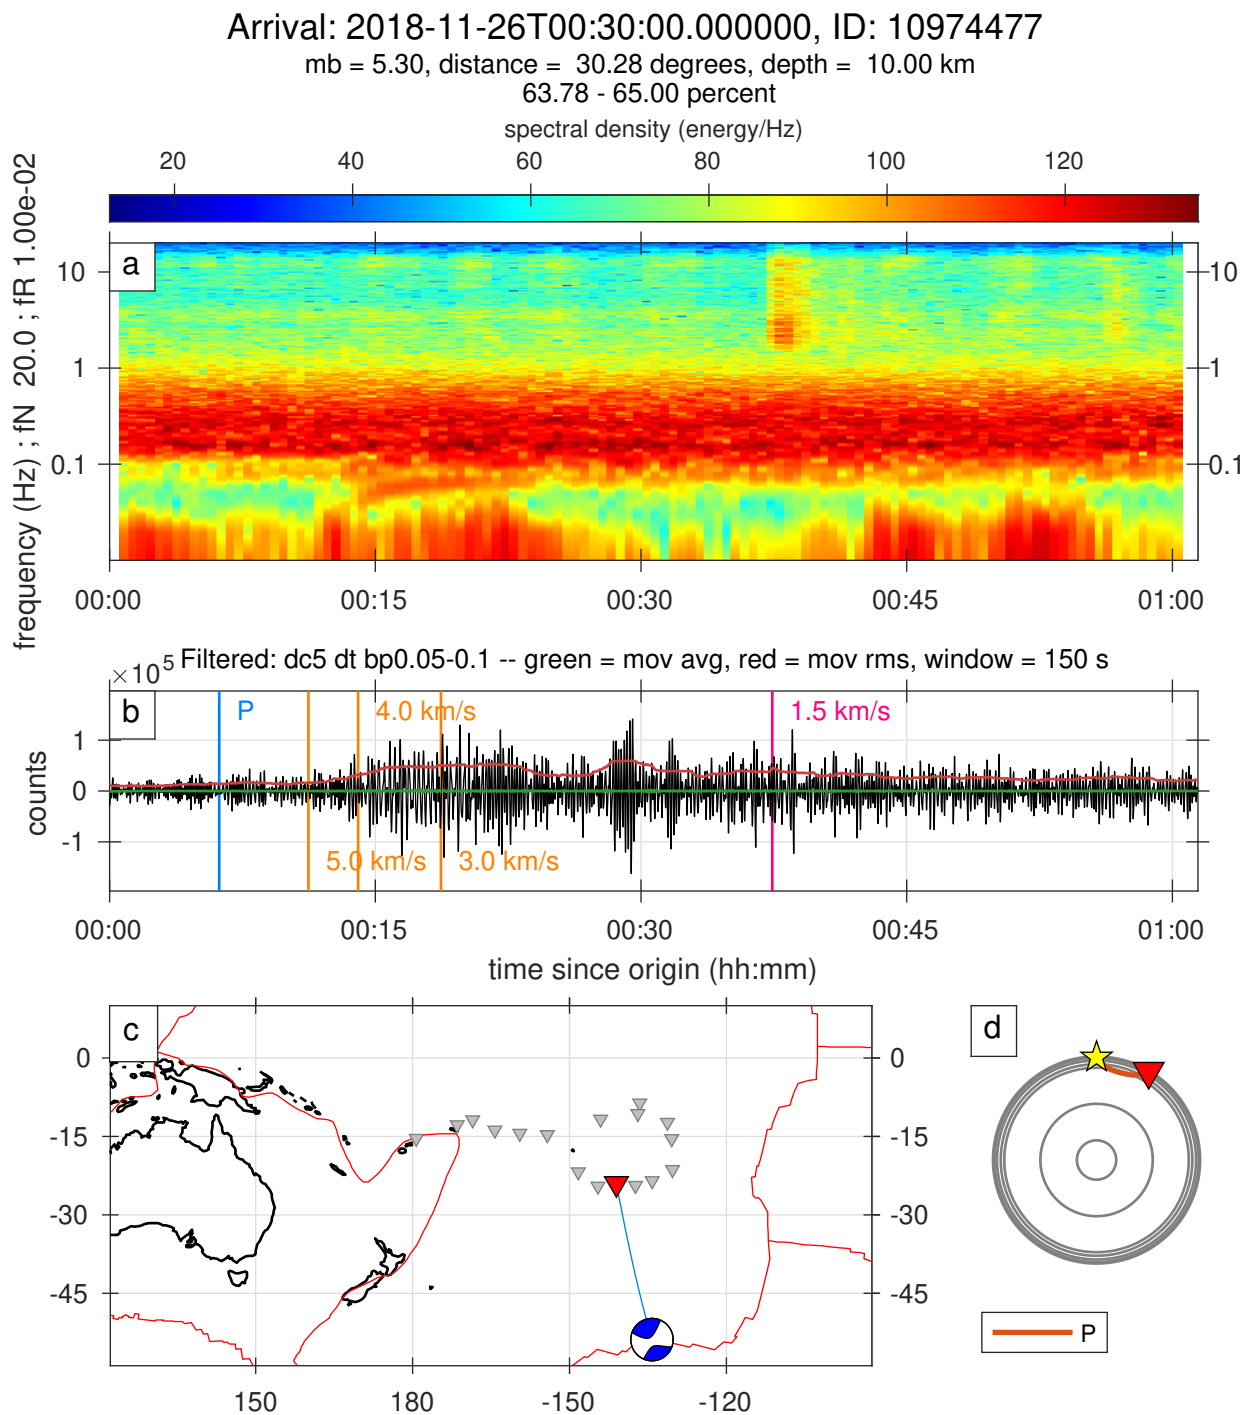 Arrival: 2018-11-26T00:30:00.000000, ID: 10974477
mb = 5.30, distance =  30.28 degrees, depth =  10.00 km
63.78 - 65.00 percent
spectral density (energy/Hz)
20 40 60 80 100 120
frequency (Hz) ; fN  20.0 ; fR 1.00e-02
a
10 10
1 1
0.1 0.1
00:00 00:15 00:30 00:45 01:00
×10^5 Filtered: dc5 dt bp0.05-0.1 -- green = mov avg, red = mov rms, window = 150 s
b P 4.0 km/s 1.5 km/s
counts
1
0
-1
5.0 km/s 3.0 km/s
00:00 00:15 00:30 00:45 01:00
time since origin (hh:mm)
c d
0 0
-15 -15
-30 -30
-45 -45
150 180 -150 -120
P